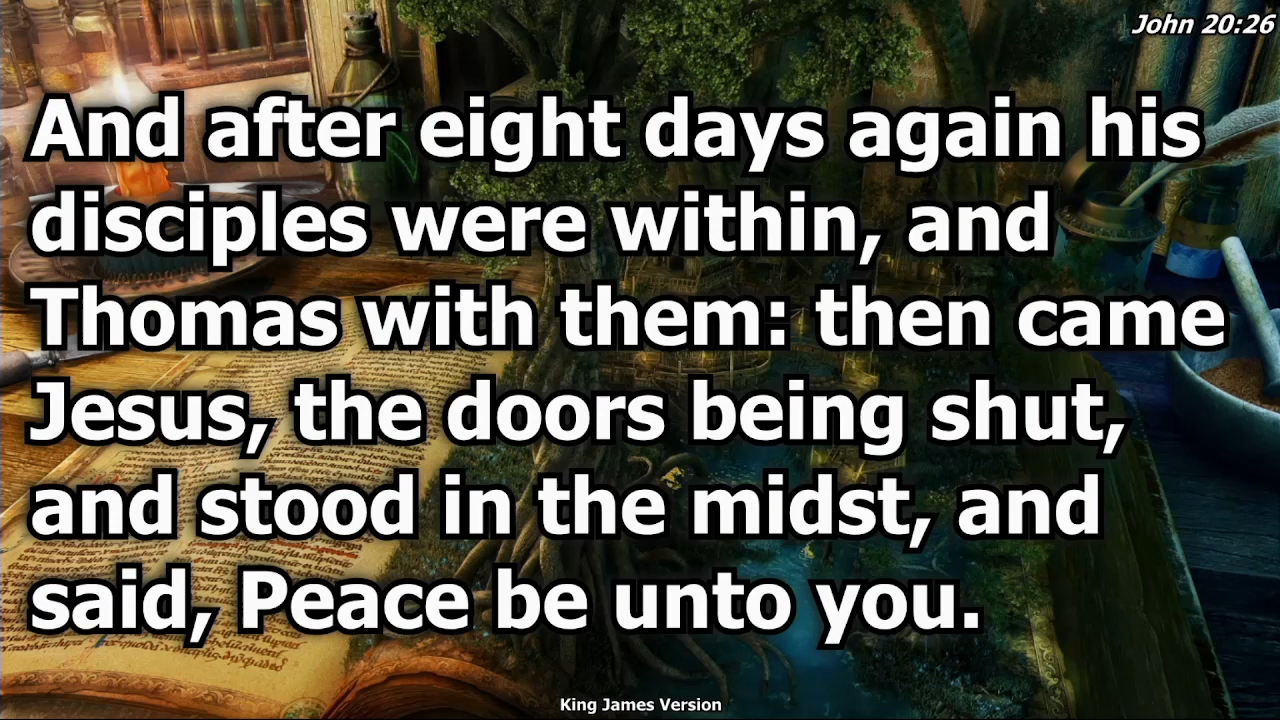 John 20:26
And after eight days again his
disciples were within, and
Thomas with them: then came
Jesus, the doors being shut,
and stood in the midst, and
said, Peace be unto you.
King James Version